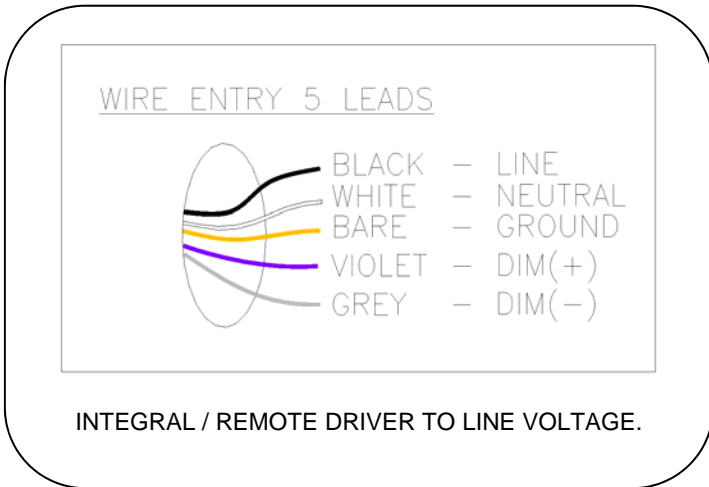 WIRE ENTRY 5 LEADS
BLACK – LINE
WHITE – NEUTRAL
BARE – GROUND
VIOLET – DIM(+)
GREY – DIM(–)
INTEGRAL / REMOTE DRIVER TO LINE VOLTAGE.